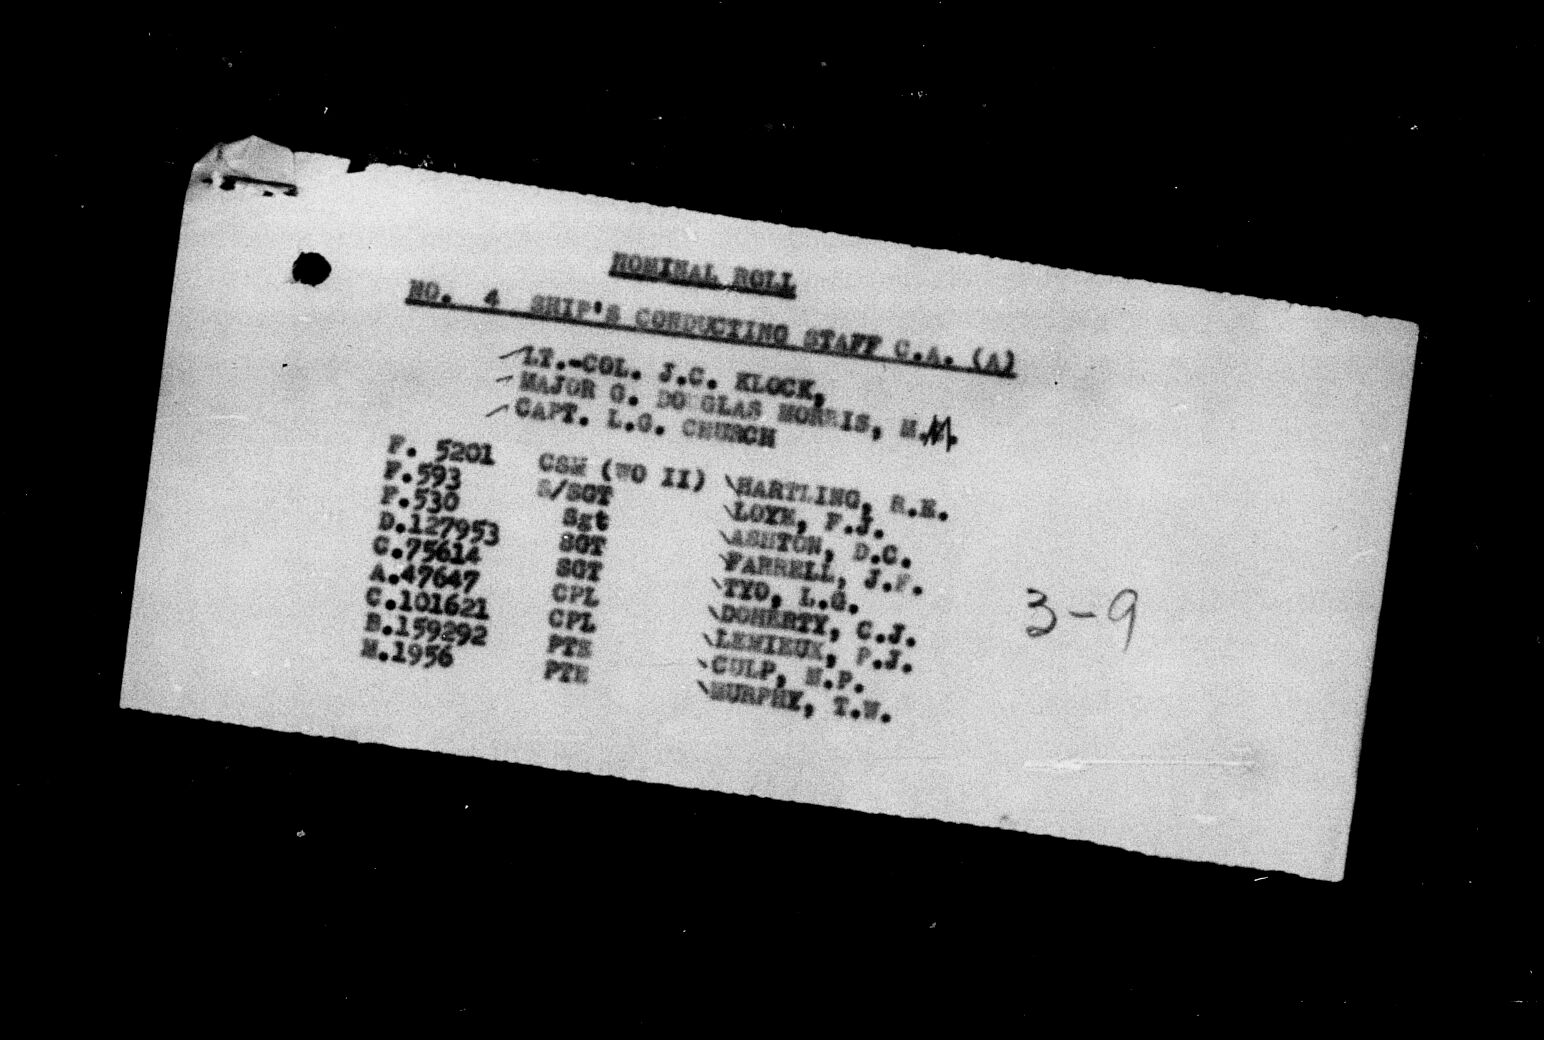 NOMINAL ROLL
NO. 4 SHIP'S CONDUCTING STAFF C.A. (A)
LT.-COL. J.C. KLOCK,
MAJOR G. DOUGLAS MORRIS, M.M.
CAPT. L.G. CHURCH
F. 5201 CSM (WO II) HARTLING, R.E.
F.593 S/SGT LOYE, F.J.
F.530 Sgt ASHTON, D.C.
D.127953 SGT FARRELL, J.F.
C.75614 SGT TYO, L.G.
A.47647 CPL DOHERTY, C.J.
C.101621 CPL LEMIEUX, P.J.
B.159292 PTE CULP, H.P.
M.1956 PTE MURPHY, T.W.
3-9